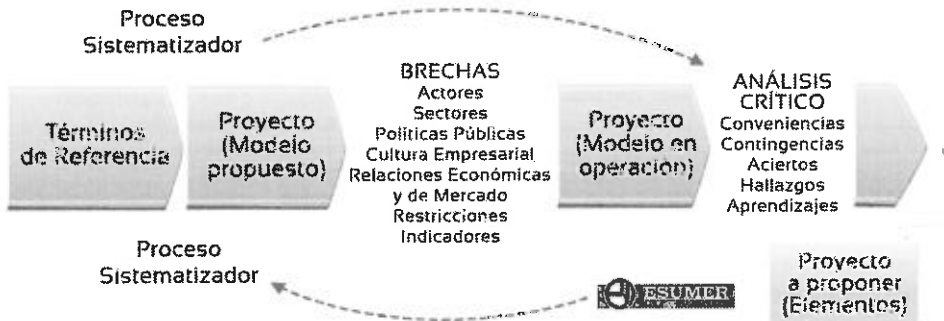 Proceso
Sistematizador
Términos
de Referencia
Proyecto
(Modelo
propuesto)
BRECHAS
Actores
Sectores
Políticas Públicas
Cultura Empresarial
Relaciones Económicas
y de Mercado
Restricciones
Indicadores
Proyecto
(Modelo en
operación)
ANÁLISIS
CRÍTICO
Conveniencias
Contingencias
Aciertos
Hallazgos
Aprendizajes
Proceso
Sistematizador
ESUMER
Proyecto
a proponer
(Elementos)